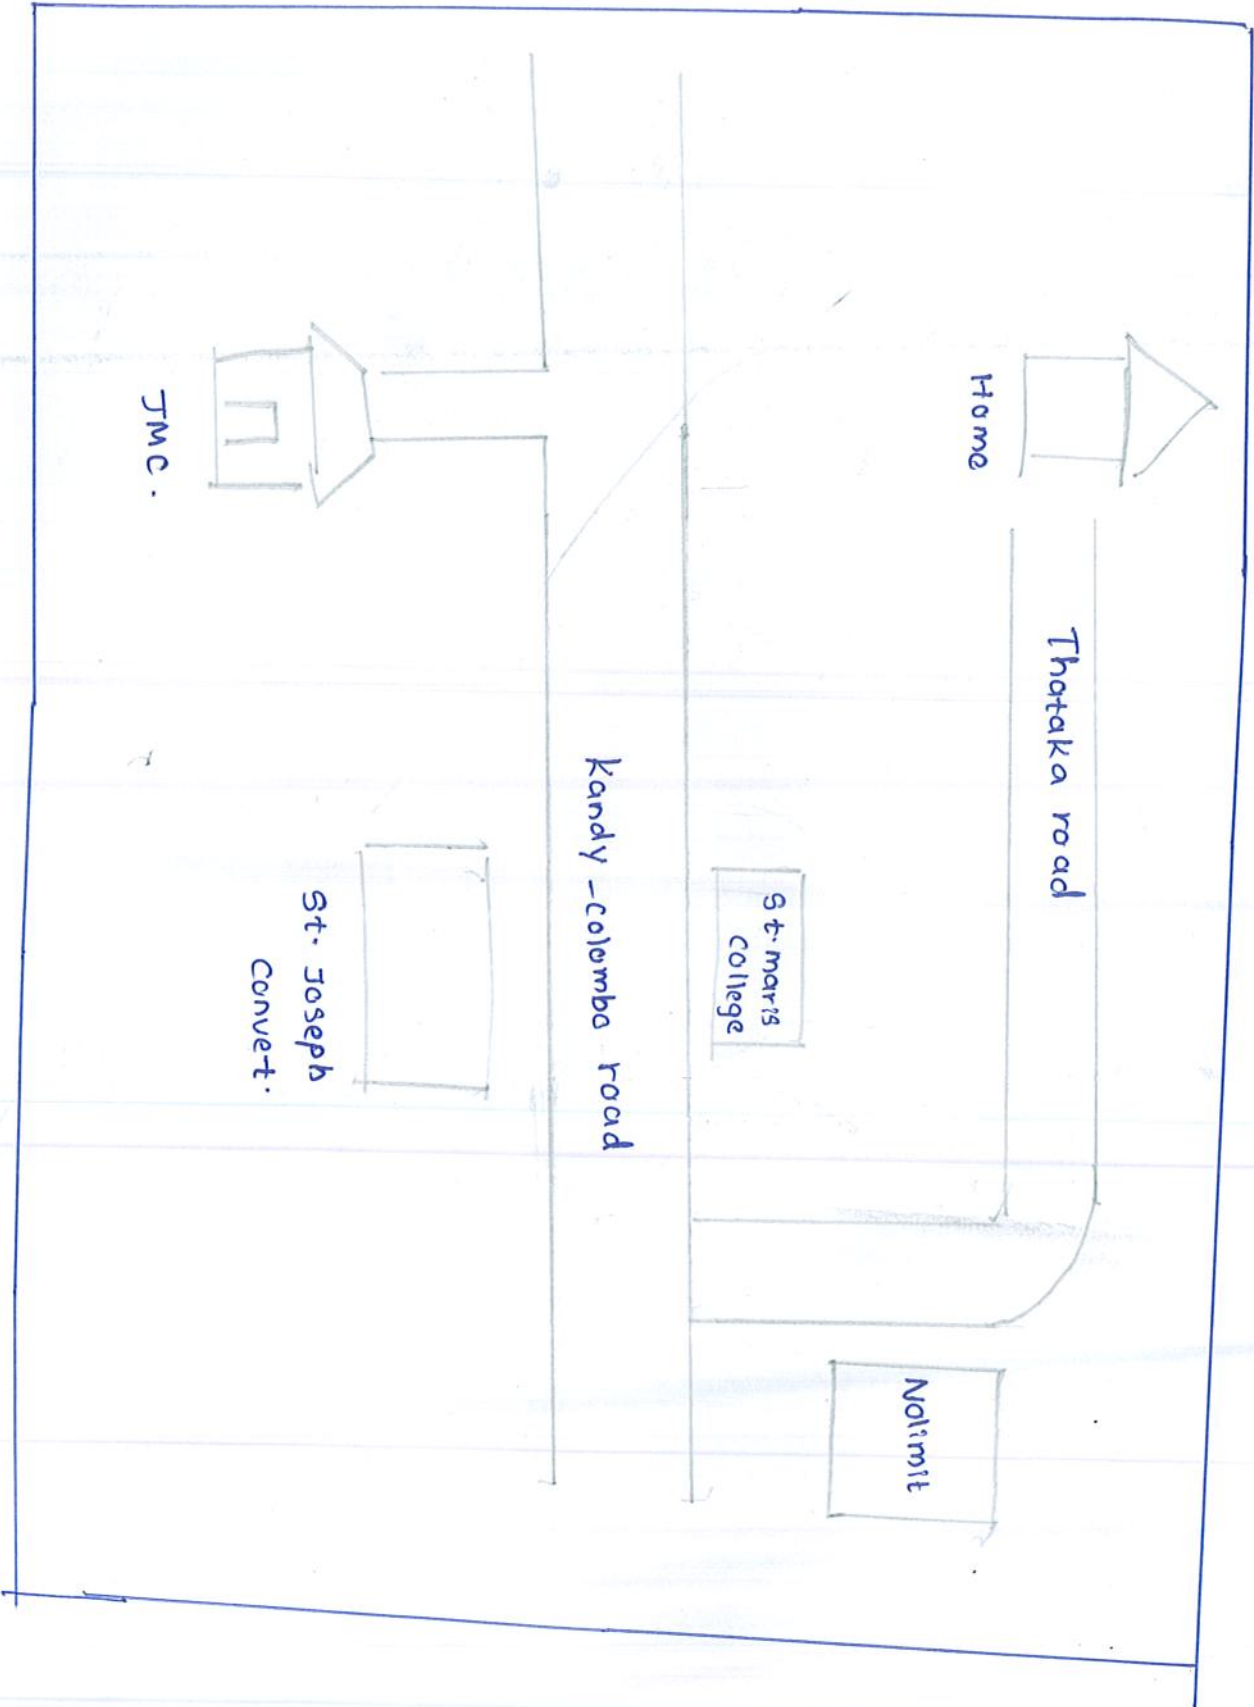 Home
Thataka road
Nolimit
St. maris
college
Kandy-colombo road
JMC.
St. Joseph
Convet.